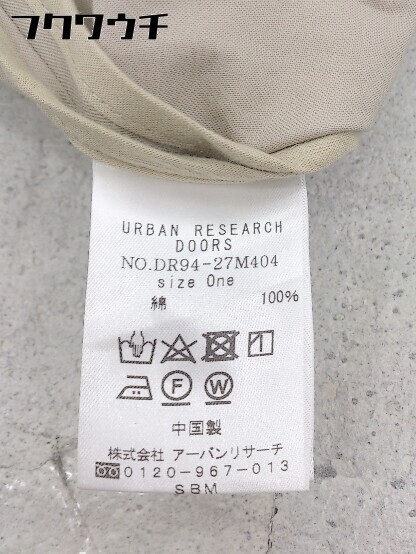 フクワウチ
URBAN RESEARCH
DOORS
NO.DR94-27M404
size One
綿 100%
F W
中国製
株式会社 アーバンリサーチ
0120-967-013
SBM